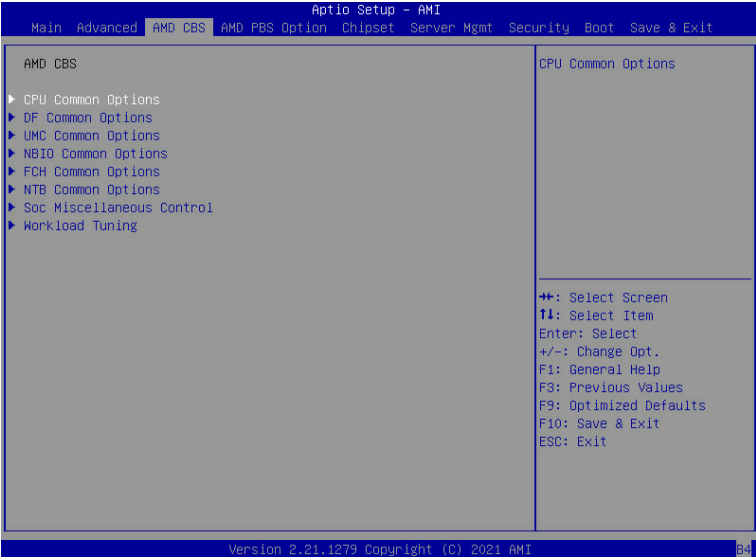 Aptio Setup – AMI
Main Advanced AMD CBS AMD PBS Option Chipset Server Mgmt Security Boot Save & Exit
AMD CBS
CPU Common Options
DF Common Options
UMC Common Options
NBIO Common Options
FCH Common Options
NTB Common Options
Soc Miscellaneous Control
Workload Tuning
CPU Common Options
→←: Select Screen
↑↓: Select Item
Enter: Select
+/-: Change Opt.
F1: General Help
F3: Previous Values
F9: Optimized Defaults
F10: Save & Exit
ESC: Exit
Version 2.21.1279 Copyright (C) 2021 AMI
B4